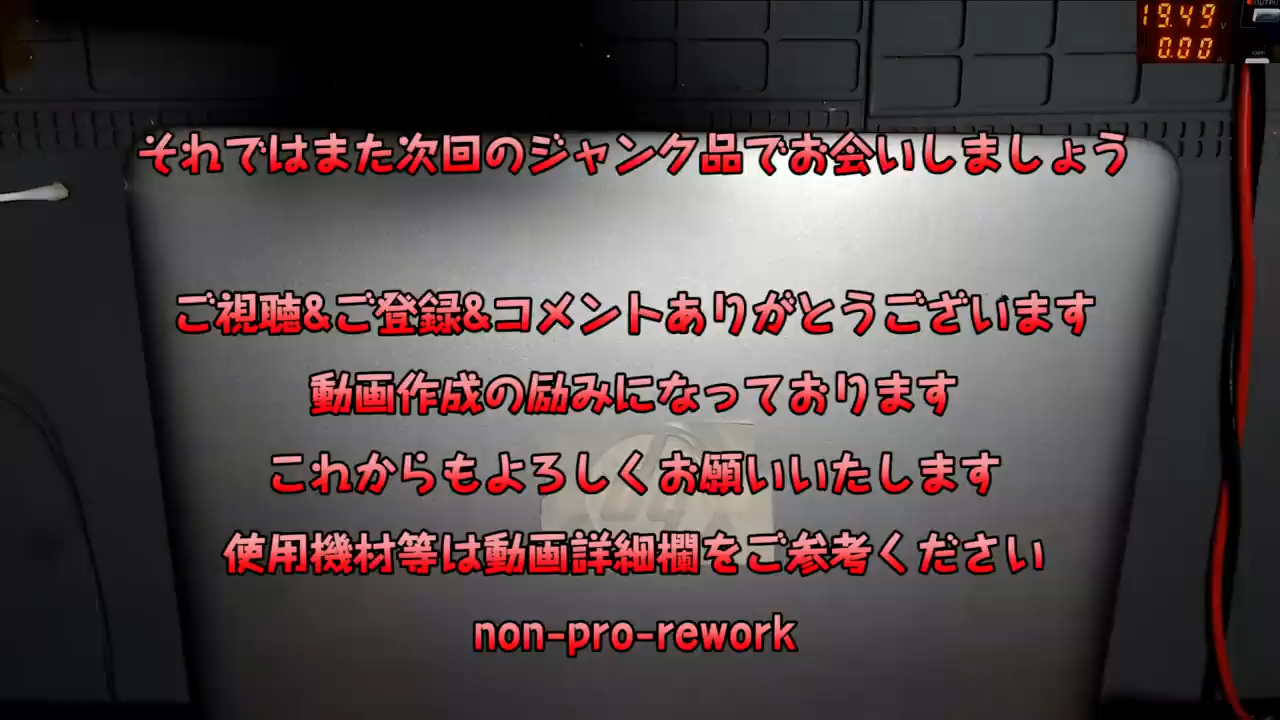 19.49 V
0.00 A
それではまた次回のジャンク品でお会いしましょう
ご視聴&ご登録&コメントありがとうございます
動画作成の励みになっております
これからもよろしくお願いいたします
hp
使用機材等は動画詳細欄をご参考ください
non-pro-rework